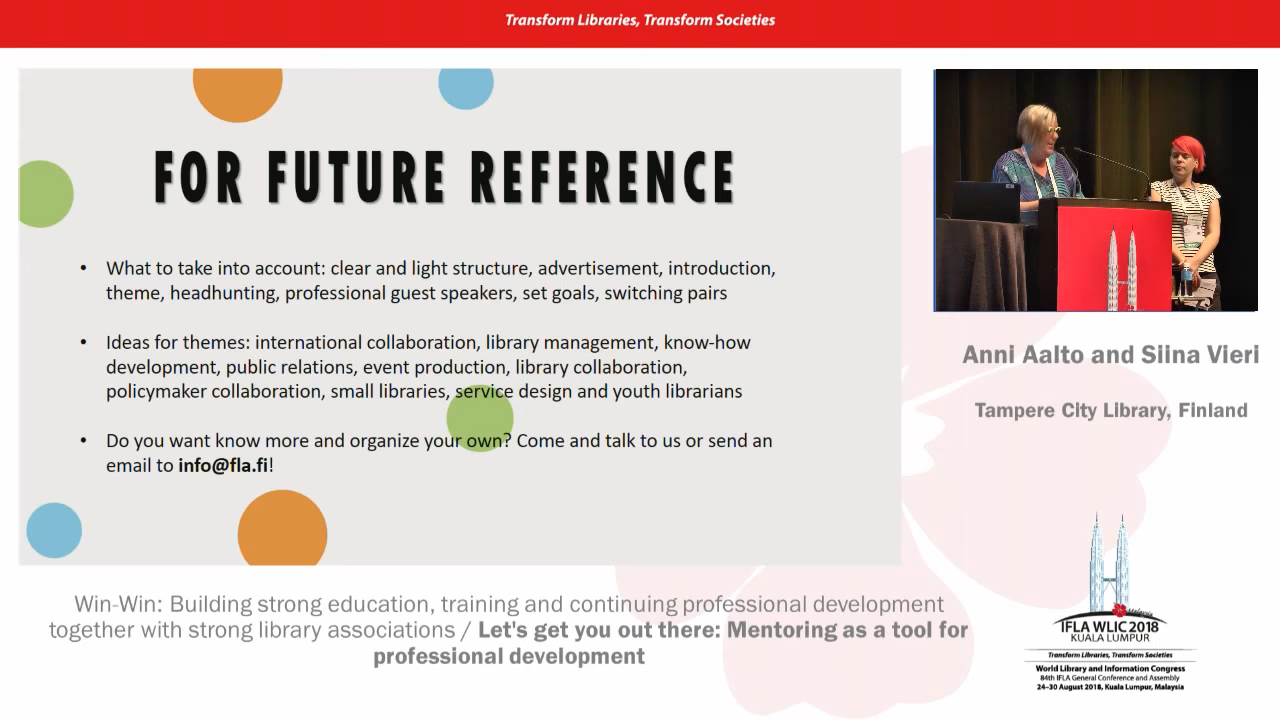 Transform Libraries, Transform Societies
FOR FUTURE REFERENCE
• What to take into account: clear and light structure, advertisement, introduction,
theme, headhunting, professional guest speakers, set goals, switching pairs
• Ideas for themes: international collaboration, library management, know-how
development, public relations, event production, library collaboration,
policymaker collaboration, small libraries, service design and youth librarians
• Do you want know more and organize your own? Come and talk to us or send an
email to info@fla.fi!
Anni Aalto and Siina Vieri
Tampere City Library, Finland
Win-Win: Building strong education, training and continuing professional development
together with strong library associations / Let's get you out there: Mentoring as a tool for
professional development
Malaysia
IFLA WLIC 2018
KUALA LUMPUR
Transform Libraries, Transform Societies
World Library and Information Congress
84th IFLA General Conference and Assembly
24–30 August 2018, Kuala Lumpur, Malaysia